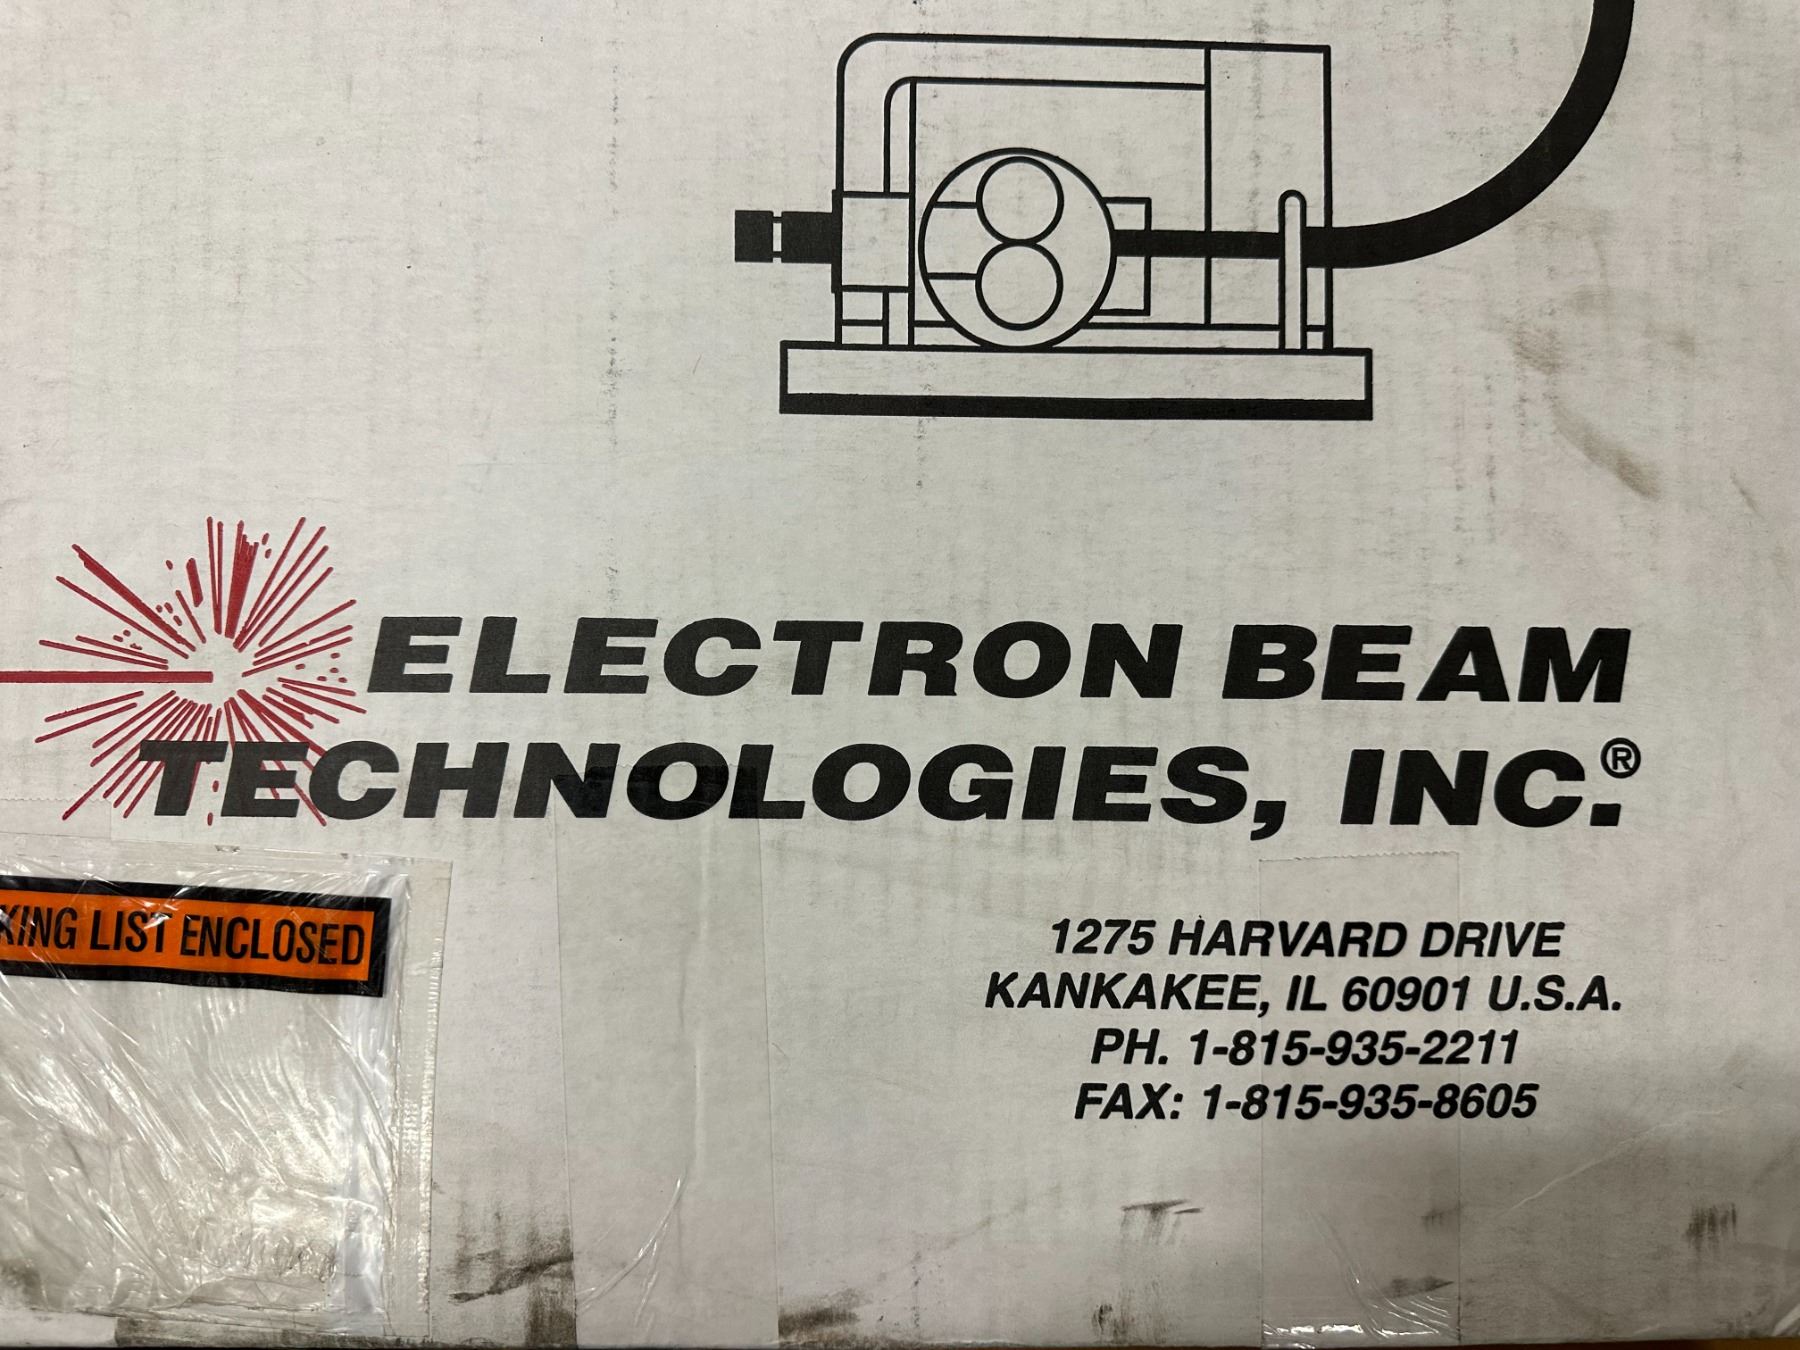 ELECTRON BEAM
TECHNOLOGIES, INC.®
KING LIST ENCLOSED
1275 HARVARD DRIVE
KANKAKEE, IL 60901 U.S.A.
PH. 1-815-935-2211
FAX: 1-815-935-8605